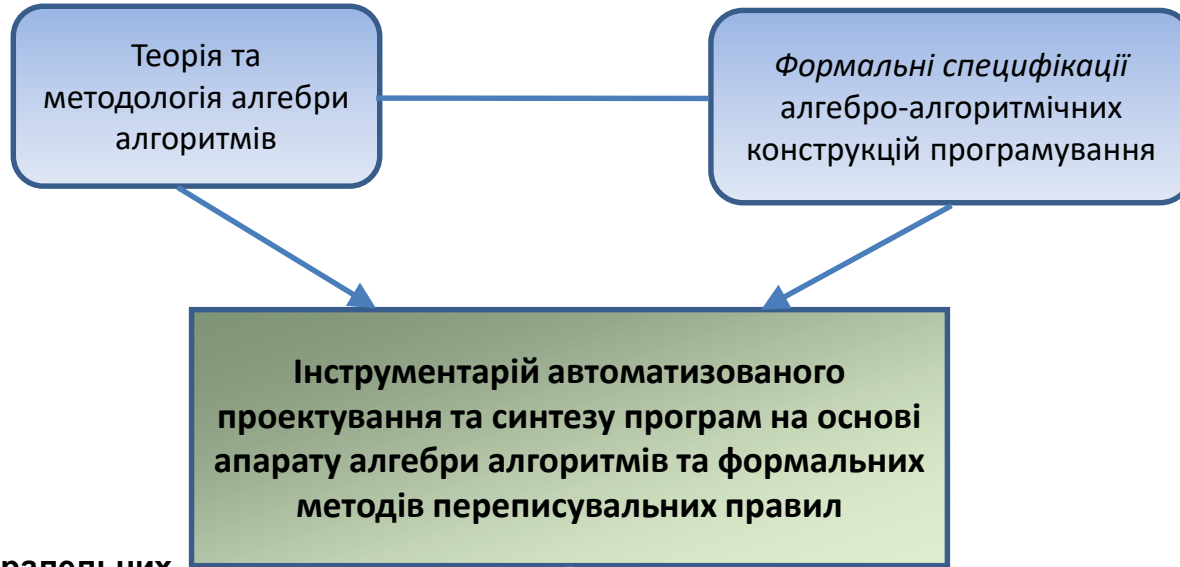 Теорія та
методологія алгебри
алгоритмів
Формальні специфікації
алгебро-алгоритмічних
конструкцій програмування
Інструментарій автоматизованого
проектування та синтезу програм на основі
апарату алгебри алгоритмів та формальних
методів переписувальних правил